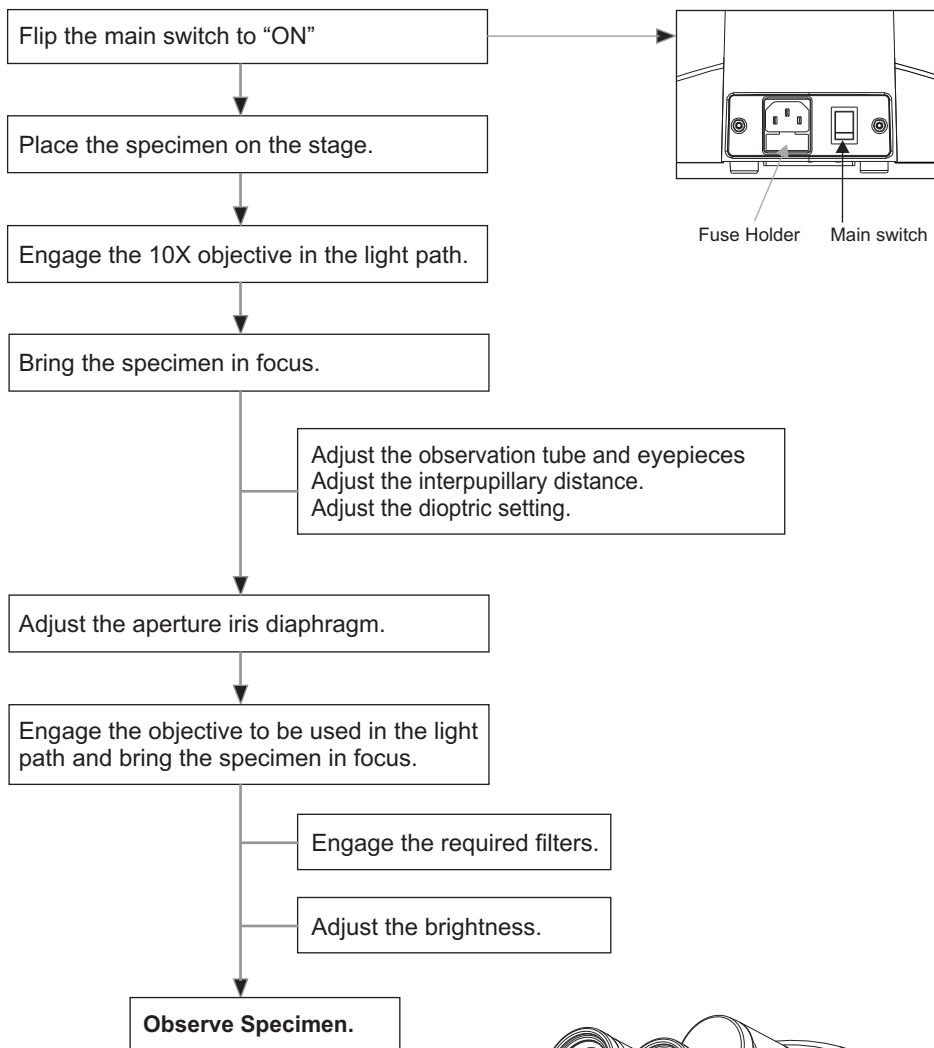 Flip the main switch to “ON”
Place the specimen on the stage.
Fuse Holder
Main switch
Engage the 10X objective in the light path.
Bring the specimen in focus.
Adjust the observation tube and eyepieces
Adjust the interpupillary distance.
Adjust the dioptric setting.
Adjust the aperture iris diaphragm.
Engage the objective to be used in the light
path and bring the specimen in focus.
Engage the required filters.
Adjust the brightness.
Observe Specimen.